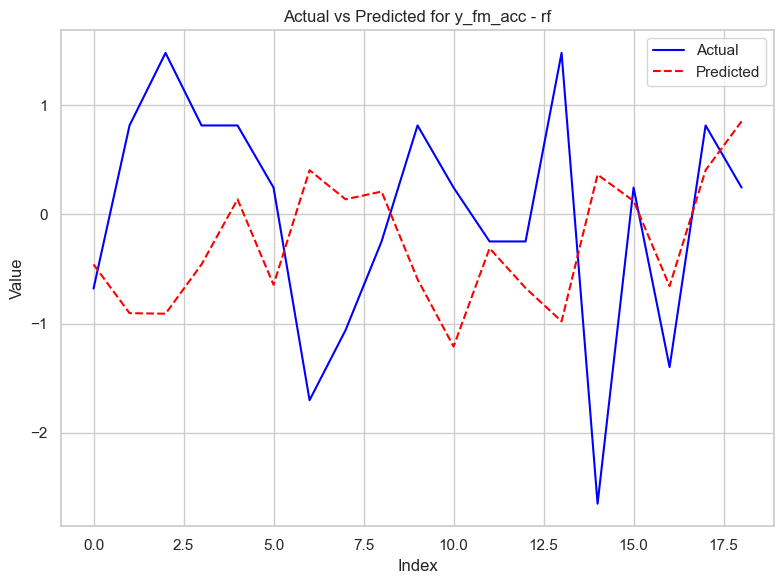 Actual vs Predicted for y_fm_acc - rf
Actual
Predicted
Value
1
0
−1
−2
0.0 2.5 5.0 7.5 10.0 12.5 15.0 17.5
Index